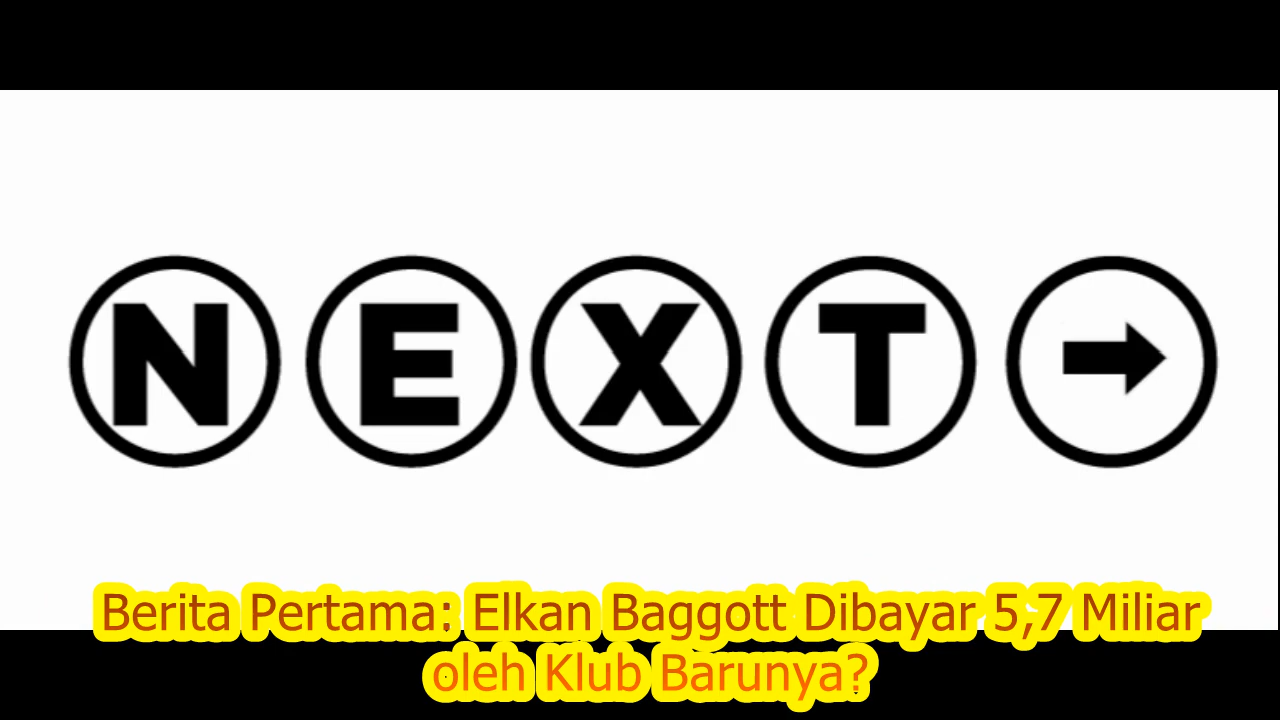 NEXT
Berita Pertama: Elkan Baggott Dibayar 5,7 Miliar
oleh Klub Barunya?